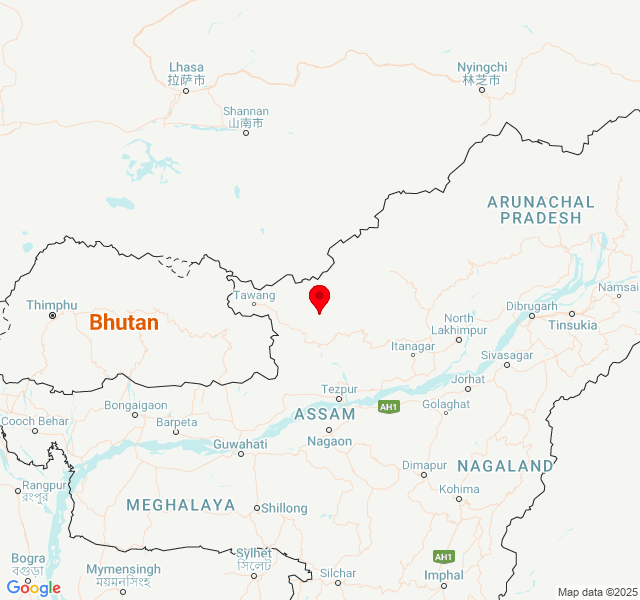 Lhasa
拉萨市
Nyingchi
林芝市
Shannan
山南市
ARUNACHAL
PRADESH
Tawang
Thimphu
Bhutan
Namsai
Dibrugarh
Tinsukia
North
Lakhimpur
Itanagar
Sivasagar
Jorhat
Tezpur
ASSAM
AH1
Golaghat
Bongaigaon
Cooch Behar
Barpeta
Guwahati
Nagaon
Dimapur
NAGALAND
Kohima
Rangpur
রংপুর
MEGHALAYA
Shillong
Bogra
বগুড়া
Mymensingh
ময়মনসিংহ
Sylhet
সিলেট
AH1
Silchar
Imphal
Google
Map data ©2025